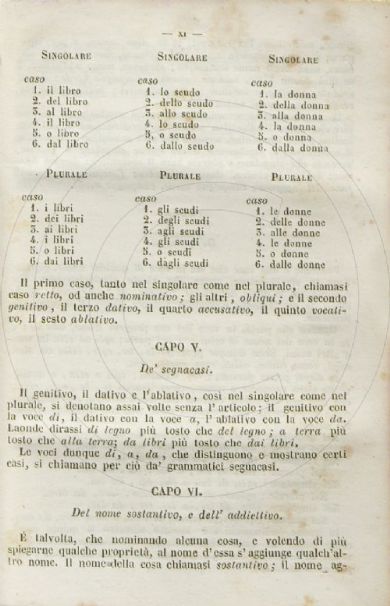 — XI —
SINGOLARE SINGOLARE SINGOLARE
caso caso caso
1. il libro 1. lo scudo 1. la donna
2. del libro 2. dello scudo 2. della donna
3. al libro 3. allo scudo 3. alla donna
4. il libro 4. lo scudo 4. la donna
5. o libro 5. o scudo 5. o donna
6. dal libro 6. dallo scudo 6. dalla donna
PLURALE PLURALE PLURALE
caso caso caso
1. i libri 1. gli scudi 1. le donne
2. dei libri 2. degli scudi 2. delle donne
3. ai libri 3. agli scudi 3. alle donne
4. i libri 4. gli scudi 4. le donne
5. o libri 5. o scudi 5. o donne
6. dai libri 6. dagli scudi 6. dalle donne
Il primo caso, tanto nel singolare come nel plurale, chiamasi
caso retto, od anche nominativo; gli altri, obliqui; e il secondo
genitivo, il terzo dativo, il quarto accusativo, il quinto vocati-
vo, il sesto ablativo.
CAPO V.
De' segnacasi.
Il genitivo, il dativo e l'ablativo, così nel singolare come nel
plurale, si denotano assai volte senza l'articolo; il genitivo con
la voce di, il dativo con la voce a, l'ablativo con la voce da.
Laonde dirassi di legno più tosto che del legno; a terra più
tosto che alla terra; da libri più tosto che dai libri.
Le voci dunque di, a, da, che distinguono e mostrano certi
casi, si chiamano per ciò da' grammatici segnacasi.
CAPO VI.
Del nome sostantivo, e dell' addiettivo.
È talvolta, che nominando alcuna cosa, e volendo di più
spiegarne qualche proprietà, al nome d'essa s'aggiunge qualch'al-
tro nome. Il nome della cosa chiamasi sostantivo; il nome ag-